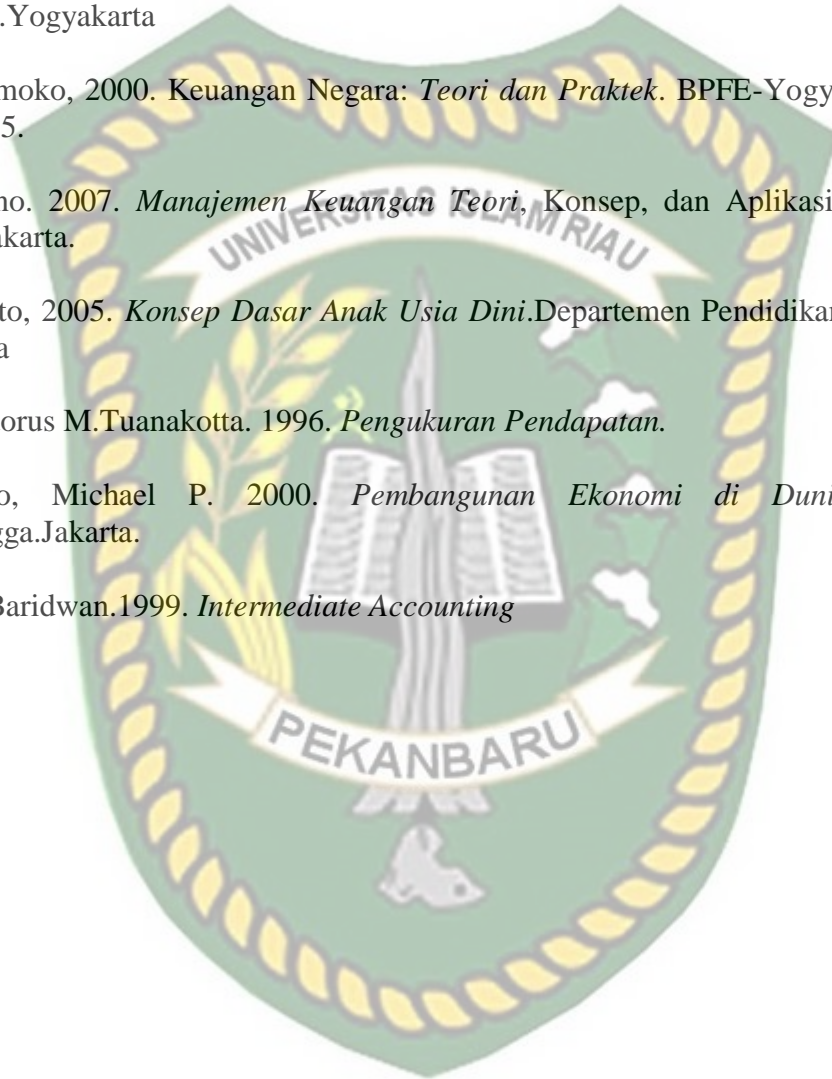 .Yogyakarta
moko, 2000. Keuangan Negara: Teori dan Praktek. BPFE-Yogy
5.
no. 2007. Manajemen Keuangan Teori, Konsep, dan Aplikasi
akarta.
to, 2005. Konsep Dasar Anak Usia Dini.Departemen Pendidikan
a
orus M.Tuanakotta. 1996. Pengukuran Pendapatan.
o, Michael P. 2000. Pembangunan Ekonomi di Duni
gga.Jakarta.
Baridwan.1999. Intermediate Accounting
UNIVERSITAS ISLAM RIAU
PEKANBARU